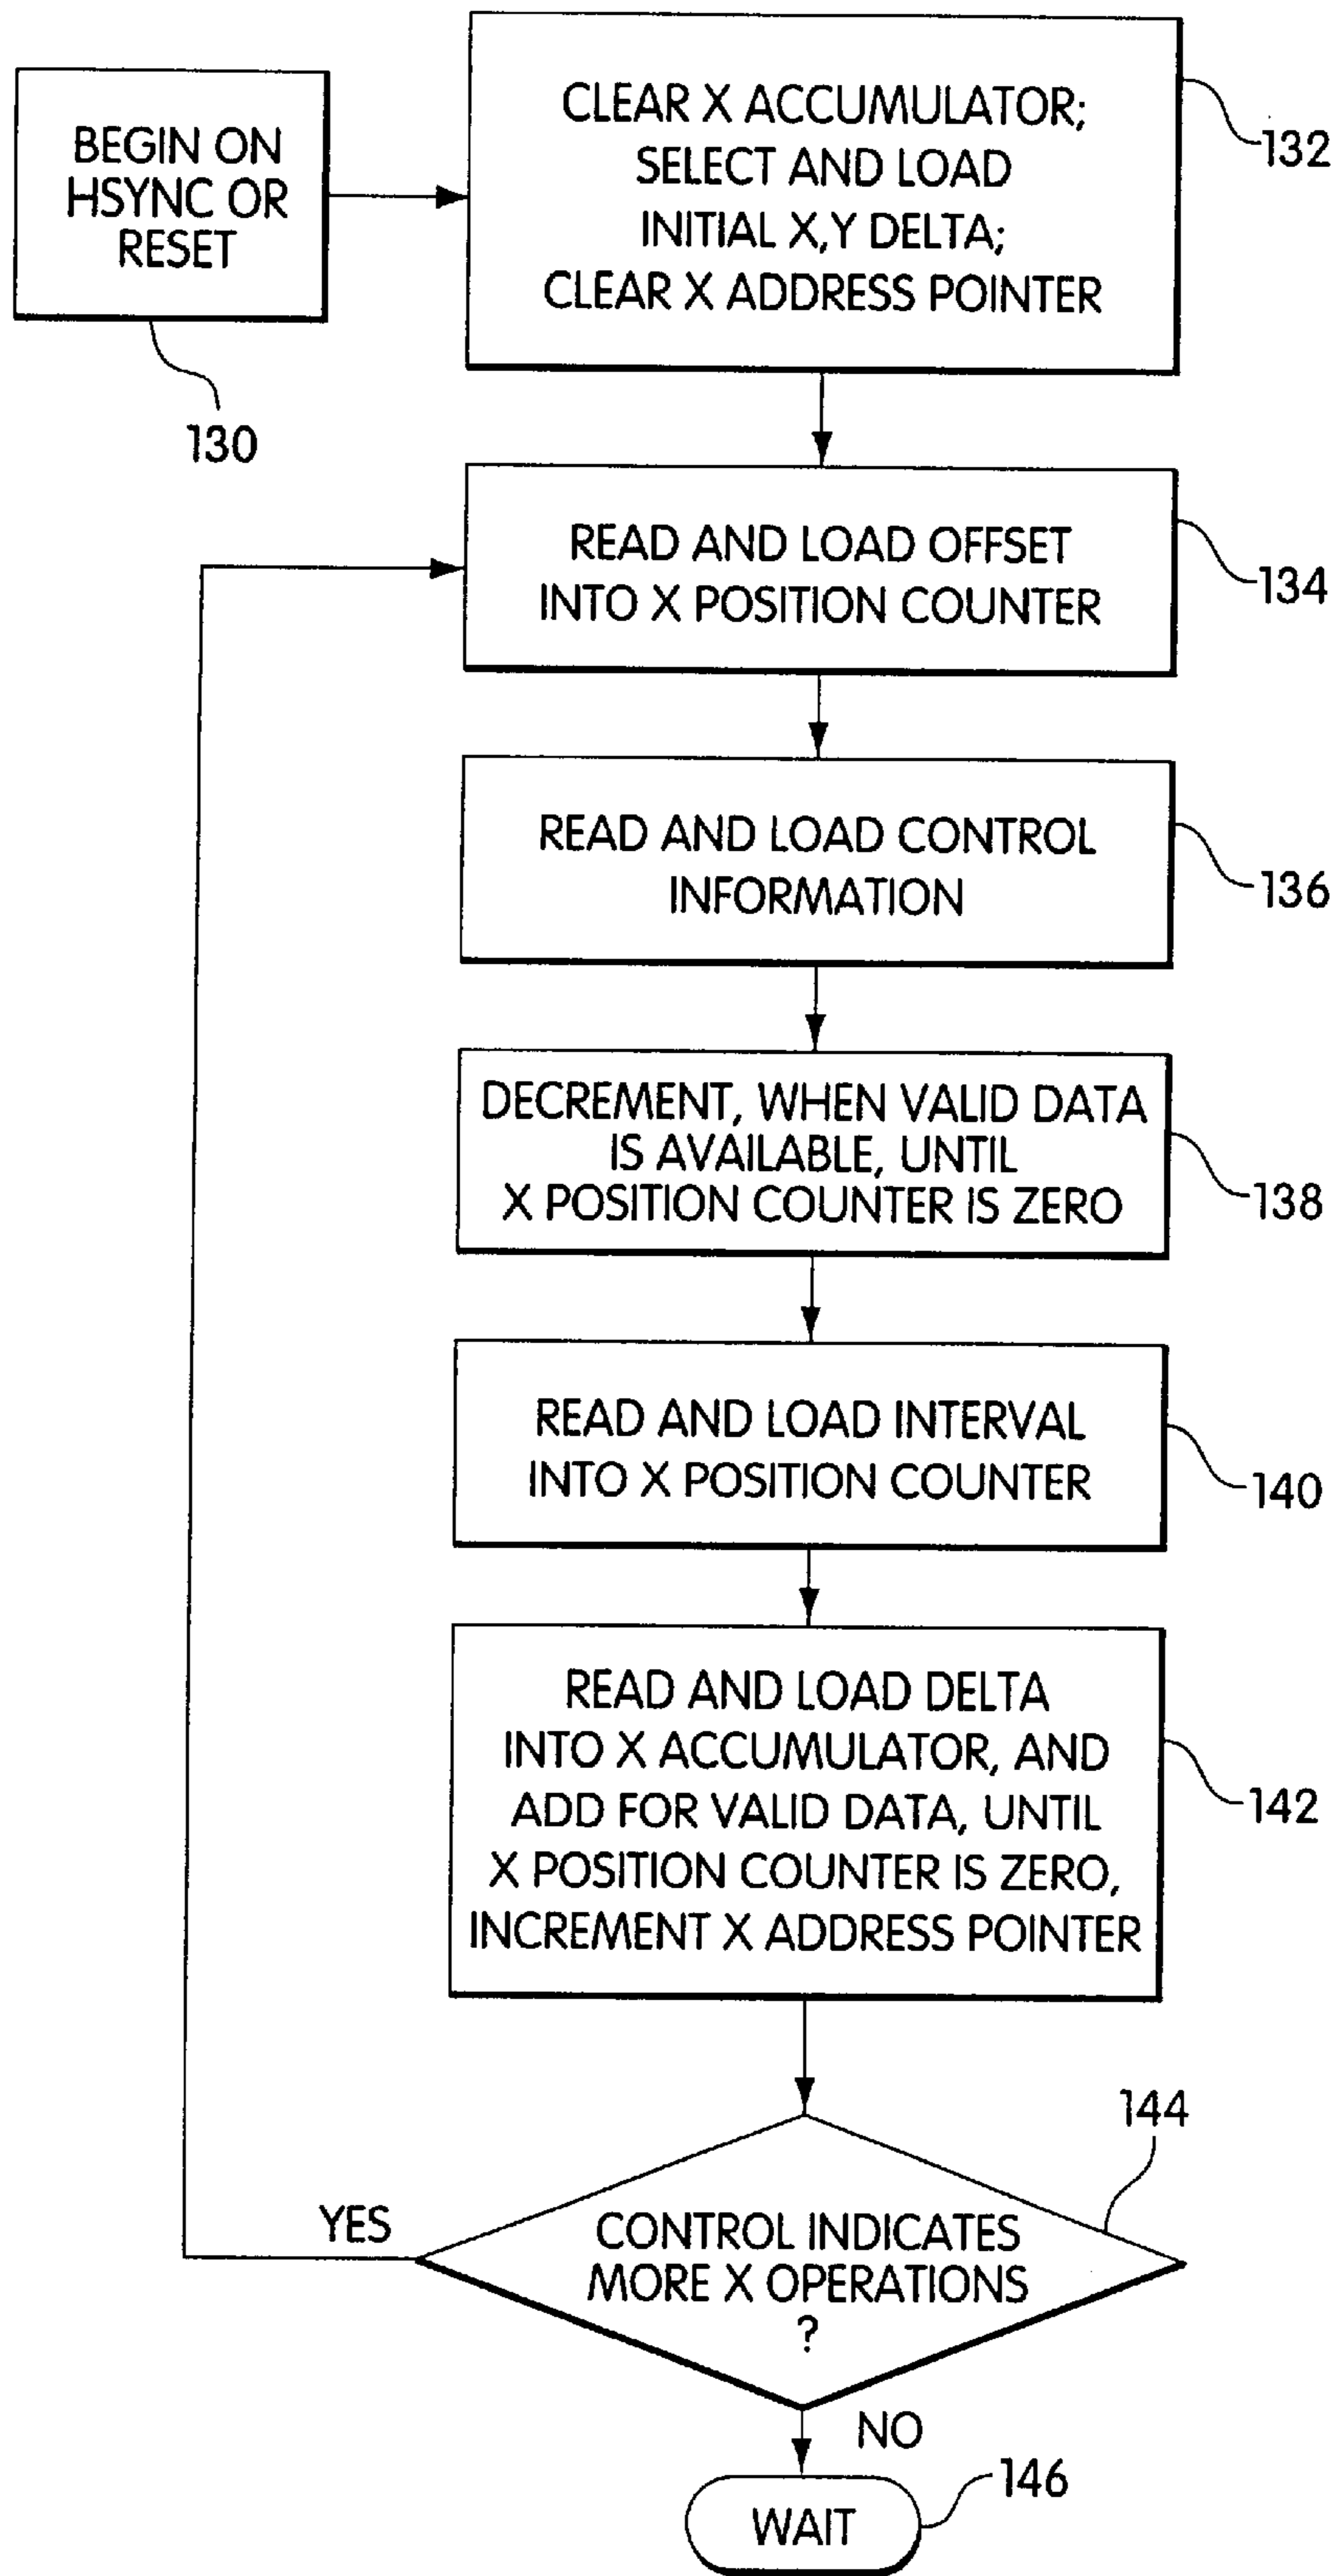 BEGIN ON
HSYNC OR
RESET
130
CLEAR X ACCUMULATOR;
SELECT AND LOAD
INITIAL X,Y DELTA;
CLEAR X ADDRESS POINTER
132
READ AND LOAD OFFSET
INTO X POSITION COUNTER
134
READ AND LOAD CONTROL
INFORMATION
136
DECREMENT, WHEN VALID DATA
IS AVAILABLE, UNTIL
X POSITION COUNTER IS ZERO
138
READ AND LOAD INTERVAL
INTO X POSITION COUNTER
140
READ AND LOAD DELTA
INTO X ACCUMULATOR, AND
ADD FOR VALID DATA, UNTIL
X POSITION COUNTER IS ZERO,
INCREMENT X ADDRESS POINTER
142
144
YES
CONTROL INDICATES
MORE X OPERATIONS
?
NO
WAIT
146